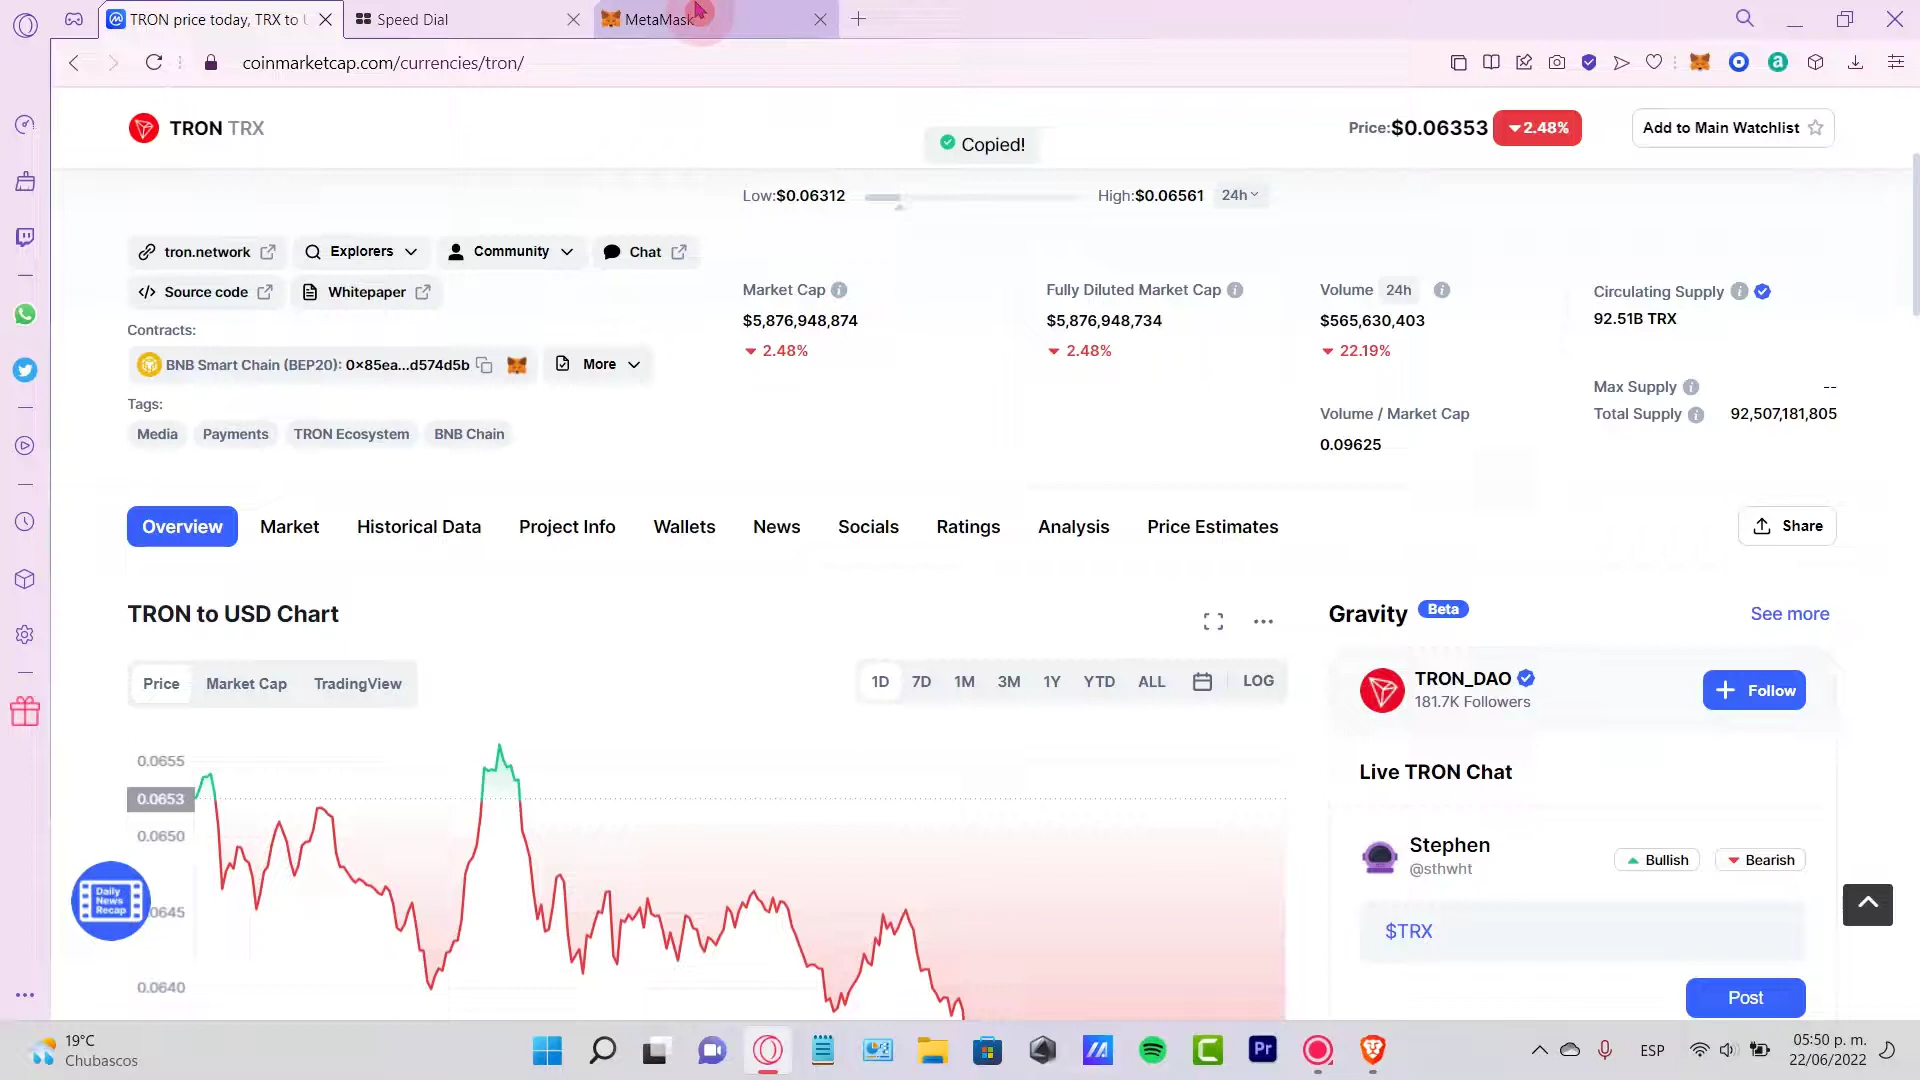 TRON price today, TRX to U
Speed Dial
MetaMask
coinmarketcap.com/currencies/tron/
TRON TRX
Copied!
Price:$0.06353 2.48%
Add to Main Watchlist
Low:$0.06312
High:$0.06561
24h
tron.network
Explorers
Community
Chat
Source code
Whitepaper
Market Cap
$5,876,948,874
2.48%
Fully Diluted Market Cap
$5,876,948,734
2.48%
Volume 24h
$565,630,403
22.19%
Volume / Market Cap
0.09625
Circulating Supply
92.51B TRX
Max Supply --
Total Supply 92,507,181,805
Contracts:
BNB Smart Chain (BEP20): 0x85ea...d574d5b
More
Tags:
Media
Payments
TRON Ecosystem
BNB Chain
Overview
Market
Historical Data
Project Info
Wallets
News
Socials
Ratings
Analysis
Price Estimates
Share
TRON to USD Chart
Price
Market Cap
TradingView
1D
7D
1M
3M
1Y
YTD
ALL
LOG
0.0655
0.0653
0.0650
0645
0.0640
Daily
News
Recap
Gravity Beta
See more
TRON_DAO
181.7K Followers
Follow
Live TRON Chat
Stephen
@sthwht
Bullish
Bearish
$TRX
Post
19°C
Chubascos
Pr
ESP
05:50 p. m.
22/06/2022